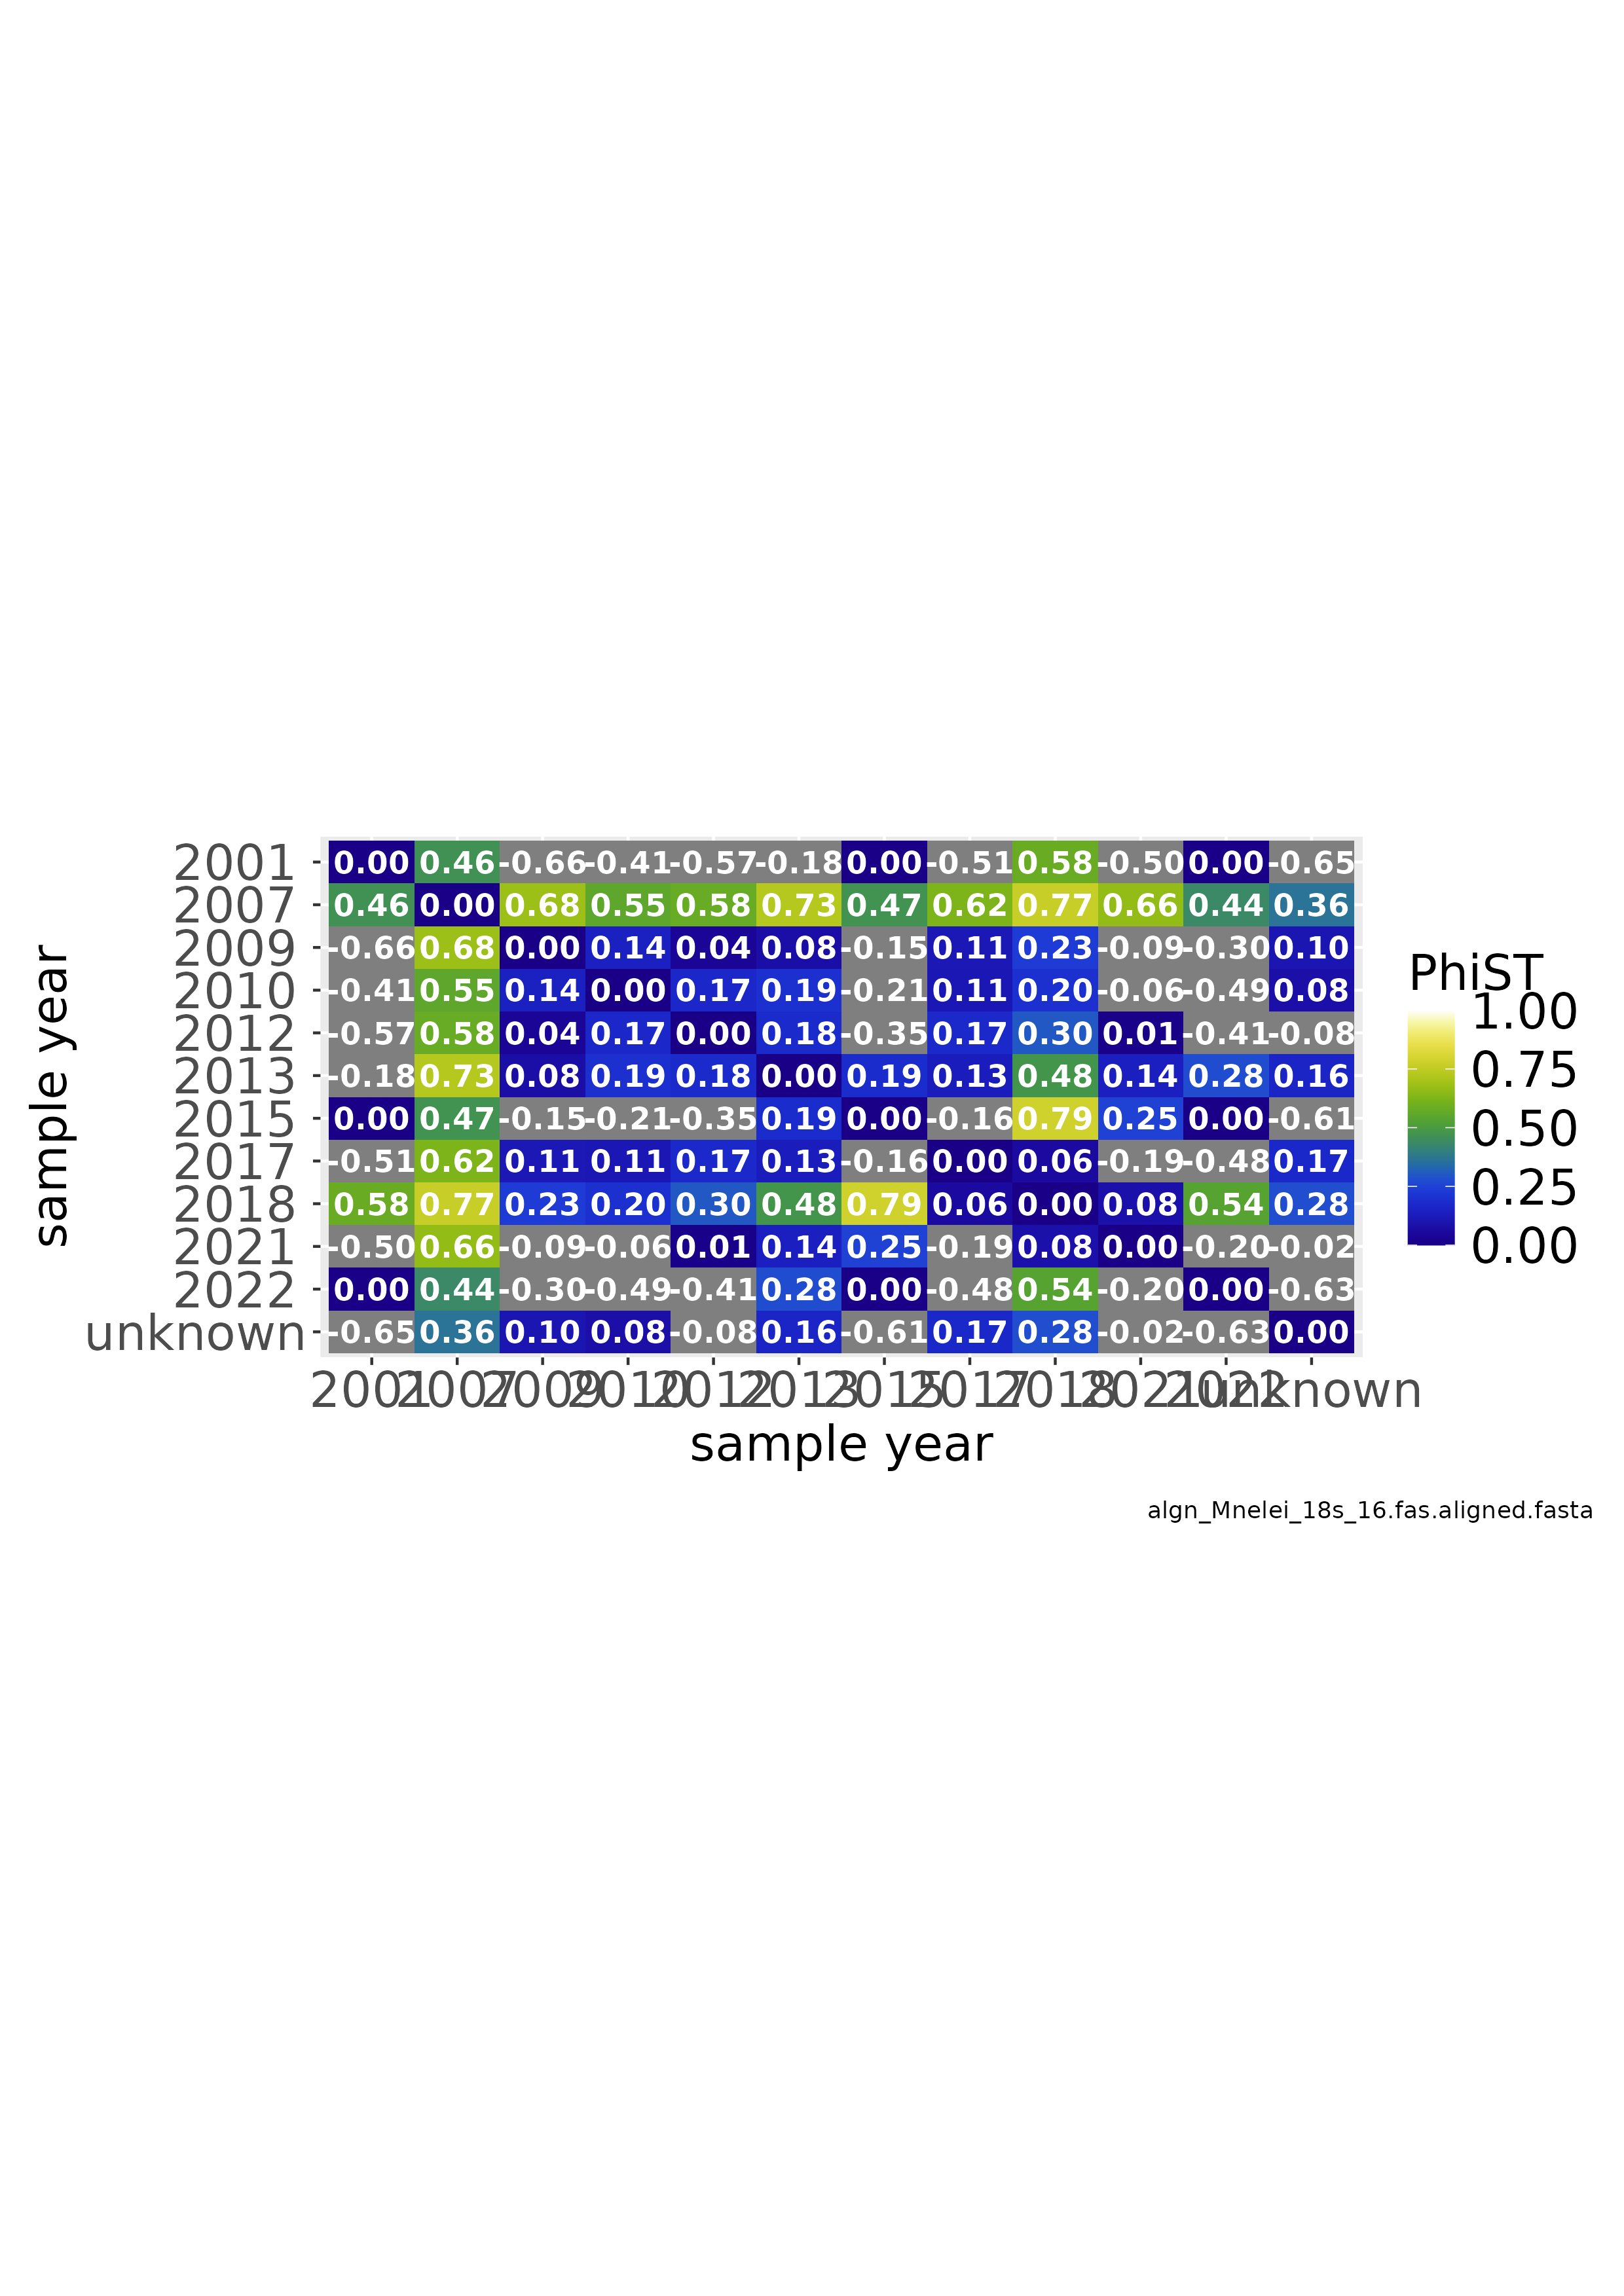 2001 0.00 0.46 -0.66 -0.41 -0.57 -0.18 0.00 -0.51 0.58 -0.50 0.00 -0.65
2007 0.46 0.00 0.68 0.55 0.58 0.73 0.47 0.62 0.77 0.66 0.44 0.36
2009 -0.66 0.68 0.00 0.14 0.04 0.08 -0.15 0.11 0.23 -0.09 -0.30 0.10
2010 -0.41 0.55 0.14 0.00 0.17 0.19 -0.21 0.11 0.20 -0.06 -0.49 0.08
2012 -0.57 0.58 0.04 0.17 0.00 0.18 -0.35 0.17 0.30 0.01 -0.41 -0.08
2013 -0.18 0.73 0.08 0.19 0.18 0.00 0.19 0.13 0.48 0.14 0.28 0.16
2015 0.00 0.47 -0.15 -0.21 -0.35 0.19 0.00 -0.16 0.79 0.25 0.00 -0.61
2017 -0.51 0.62 0.11 0.11 0.17 0.13 -0.16 0.00 0.06 -0.19 -0.48 0.17
2018 0.58 0.77 0.23 0.20 0.30 0.48 0.79 0.06 0.00 0.08 0.54 0.28
2021 -0.50 0.66 -0.09 -0.06 0.01 0.14 0.25 -0.19 0.08 0.00 -0.20 -0.02
2022 0.00 0.44 -0.30 -0.49 -0.41 0.28 0.00 -0.48 0.54 -0.20 0.00 -0.63
unknown -0.65 0.36 0.10 0.08 -0.08 0.16 -0.61 0.17 0.28 -0.02 -0.63 0.00
2001 2007 2009 2010 2012 2013 2015 2017 2018 2021 2022 unknown
sample year
sample year
PhiST
1.00
0.75
0.50
0.25
0.00
algn_Mnelei_18s_16.fas.aligned.fasta